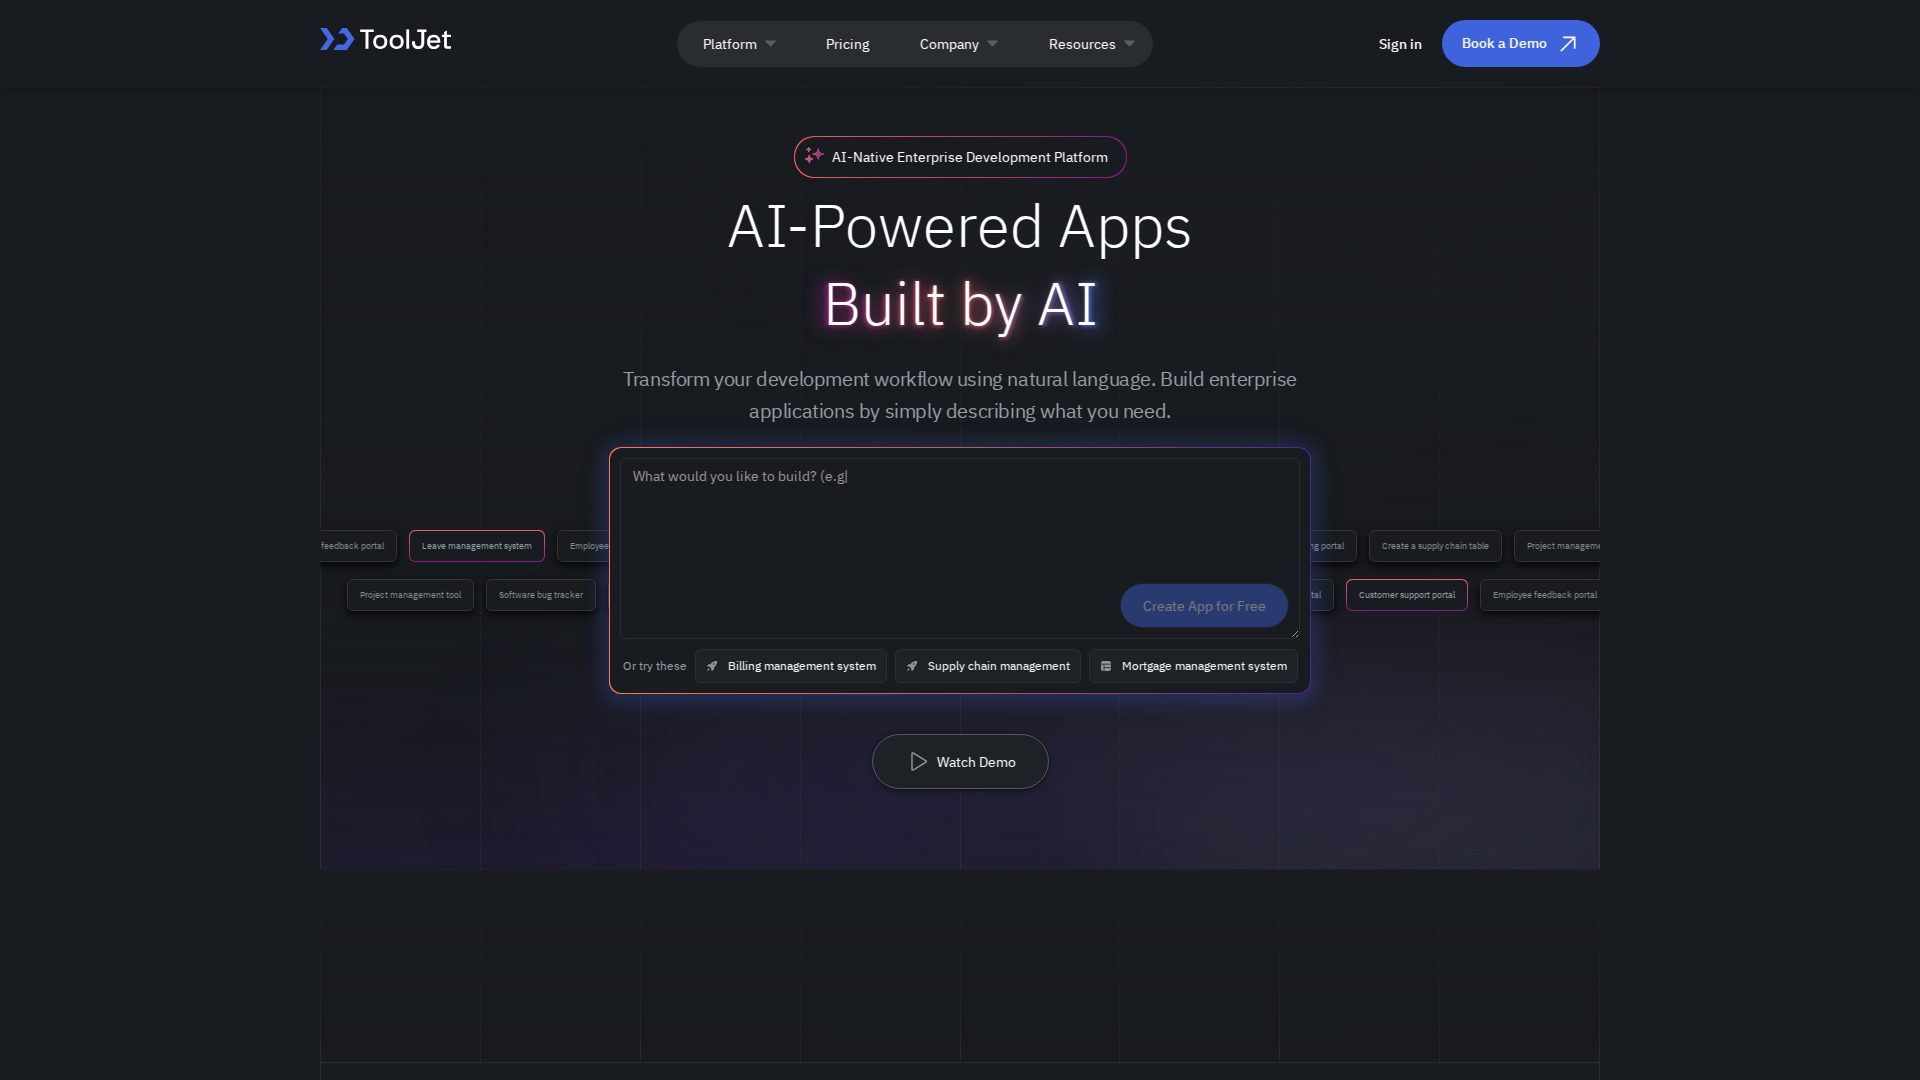 ToolJet
Platform
Pricing
Company
Resources
Sign in
Book a Demo
AI-Native Enterprise Development Platform
AI-Powered Apps
Built by AI
Transform your development workflow using natural language. Build enterprise
applications by simply describing what you need.
What would you like to build? (e.g|
feedback portal
Leave management system
Employee
portal
Create a supply chain table
Project manageme
Project management tool
Software bug tracker
Customer support portal
Employee feedback portal
Create App for Free
Or try these
Billing management system
Supply chain management
Mortgage management system
Watch Demo